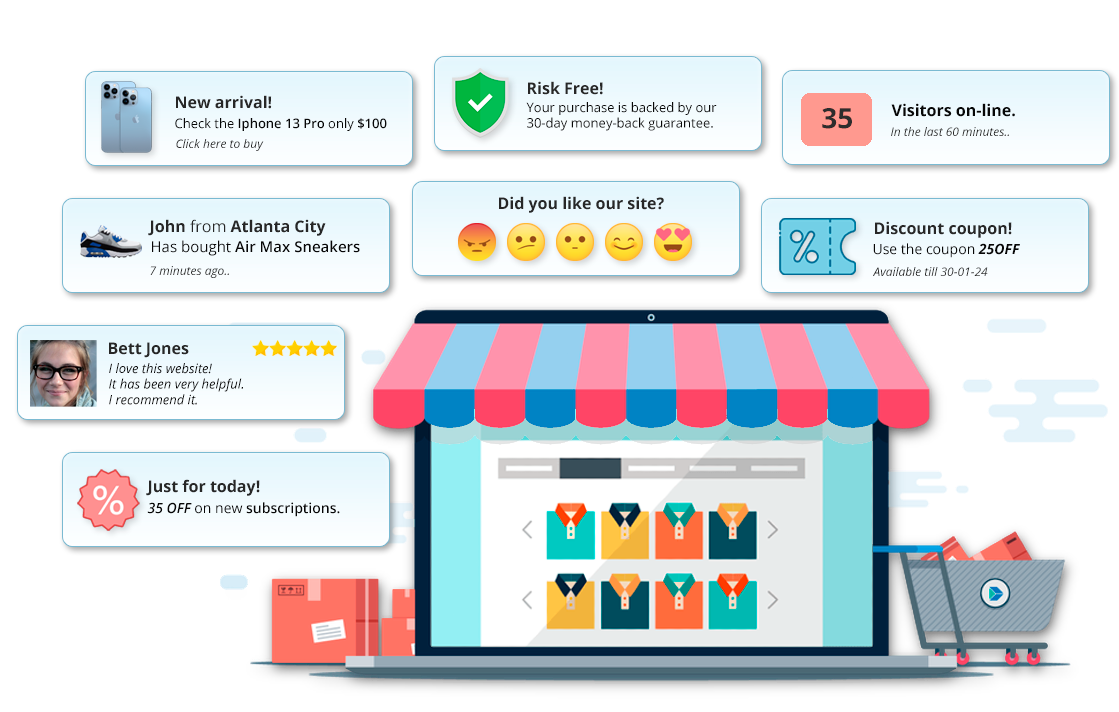 New arrival!
Check the Iphone 13 Pro only $100
Click here to buy
Risk Free!
Your purchase is backed by our
30-day money-back guarantee.
35
Visitors on-line.
In the last 60 minutes..
John from Atlanta City
Has bought Air Max Sneakers
7 minutes ago..
Did you like our site?
%
Discount coupon!
Use the coupon 25OFF
Available till 30-01-24
Bett Jones
I love this website!
It has been very helpful.
I recommend it.
%
Just for today!
35 OFF on new subscriptions.